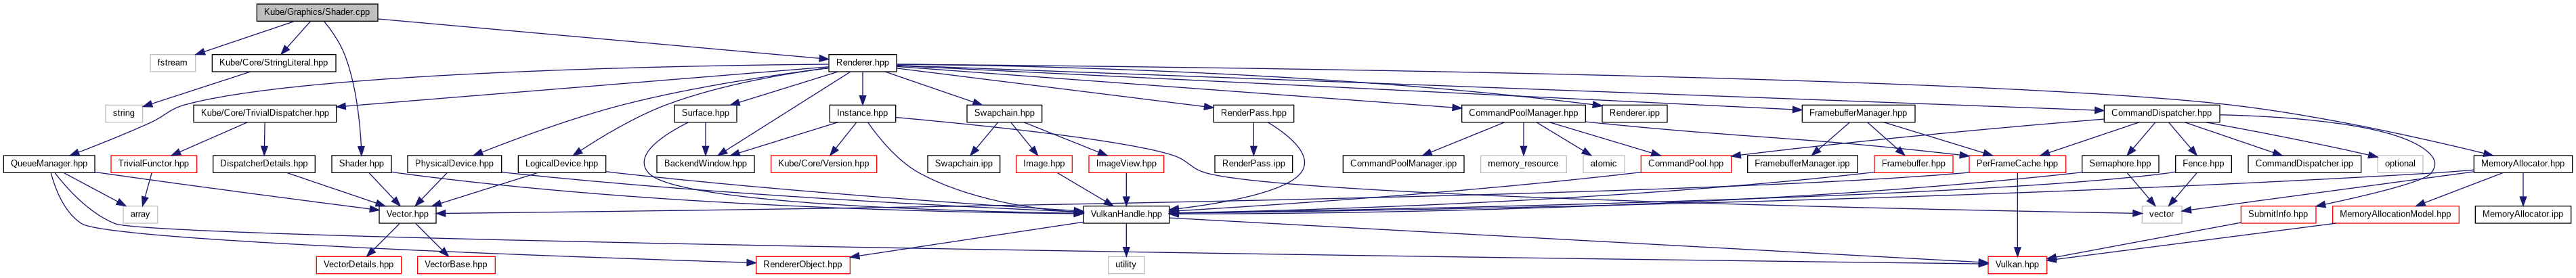 Kube/Graphics/Shader.cpp
fstream
Kube/Core/StringLiteral.hpp
Renderer.hpp
string
Kube/Core/TrivialDispatcher.hpp
Surface.hpp
Instance.hpp
Swapchain.hpp
RenderPass.hpp
CommandPoolManager.hpp
Renderer.ipp
FramebufferManager.hpp
CommandDispatcher.hpp
QueueManager.hpp
TrivialFunctor.hpp
DispatcherDetails.hpp
Shader.hpp
PhysicalDevice.hpp
LogicalDevice.hpp
BackendWindow.hpp
Kube/Core/Version.hpp
Swapchain.ipp
Image.hpp
ImageView.hpp
RenderPass.ipp
CommandPoolManager.ipp
memory_resource
atomic
CommandPool.hpp
FramebufferManager.ipp
Framebuffer.hpp
PerFrameCache.hpp
Semaphore.hpp
Fence.hpp
CommandDispatcher.ipp
optional
MemoryAllocator.hpp
array
Vector.hpp
VulkanHandle.hpp
vector
SubmitInfo.hpp
MemoryAllocationModel.hpp
MemoryAllocator.ipp
VectorDetails.hpp
VectorBase.hpp
RendererObject.hpp
utility
Vulkan.hpp